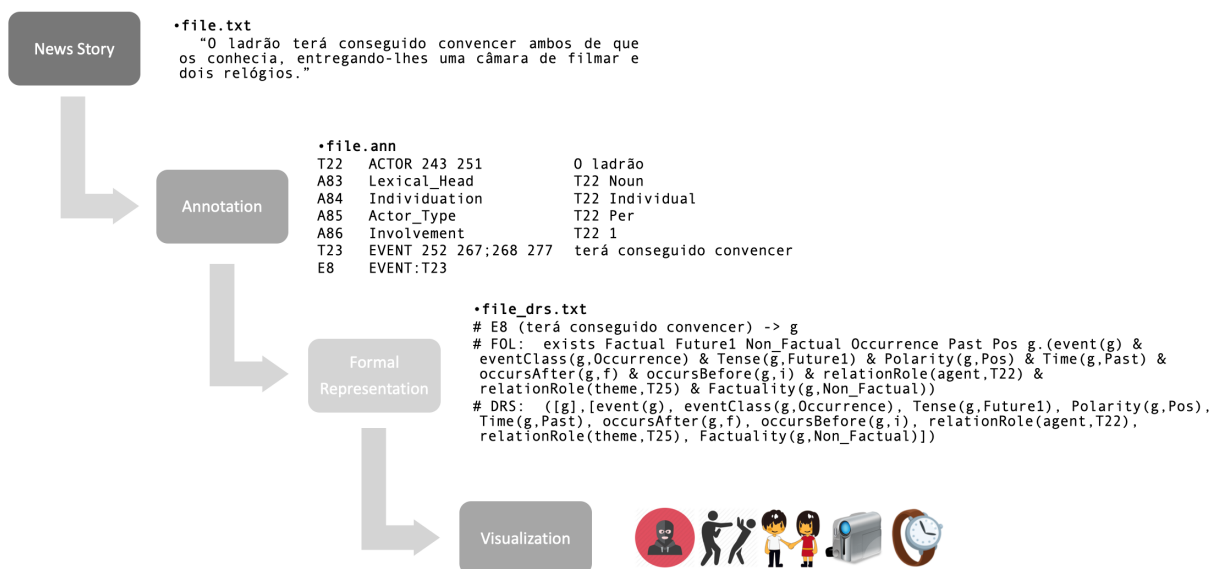 News Story
•file.txt
“O ladrão terá conseguido convencer ambos de que
os conhecia, entregando-lhes uma câmara de filmar e
dois relógios.”
Annotation
•file.ann
T22 ACTOR 243 251 O ladrão
A83 Lexical_Head T22 Noun
A84 Individuation T22 Individual
A85 Actor_Type T22 Per
A86 Involvement T22 1
T23 EVENT 252 267;268 277 terá conseguido convencer
E8 EVENT:T23
Formal
Representation
•file_drs.txt
# E8 (terá conseguido convencer) -> g
# FOL: exists Factual Future1 Non_Factual Occurrence Past Pos g.(event(g) &
eventClass(g,Occurrence) & Tense(g,Future1) & Polarity(g,Pos) & Time(g,Past) &
occursAfter(g,f) & occursBefore(g,i) & relationRole(agent,T22) &
relationRole(theme,T25) & Factuality(g,Non_Factual))
# DRS: ([g],[event(g), eventClass(g,Occurrence), Tense(g,Future1), Polarity(g,Pos),
Time(g,Past), occursAfter(g,f), occursBefore(g,i), relationRole(agent,T22),
relationRole(theme,T25), Factuality(g,Non_Factual)])
Visualization